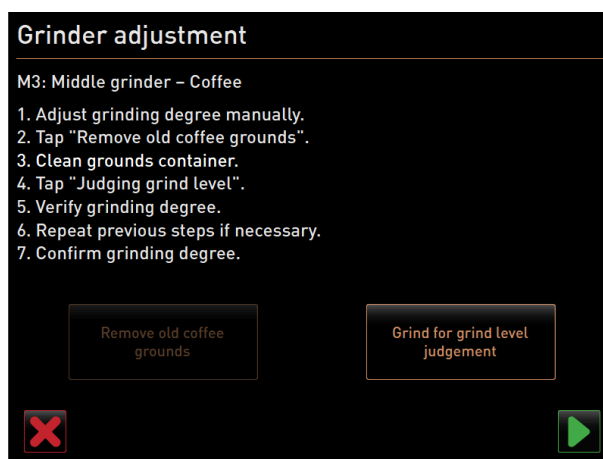 Grinder adjustment
M3: Middle grinder – Coffee
1. Adjust grinding degree manually.
2. Tap "Remove old coffee grounds".
3. Clean grounds container.
4. Tap "Judging grind level".
5. Verify grinding degree.
6. Repeat previous steps if necessary.
7. Confirm grinding degree.
Remove old coffee
grounds
Grind for grind level
judgement